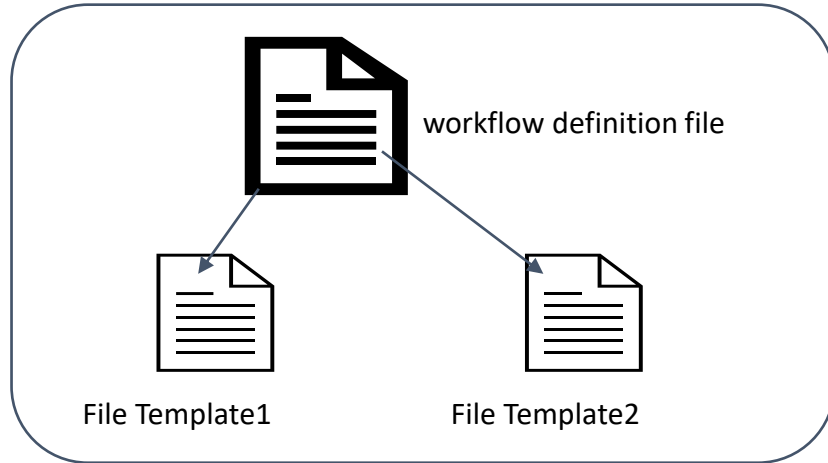 workflow definition file
File Template1
File Template2